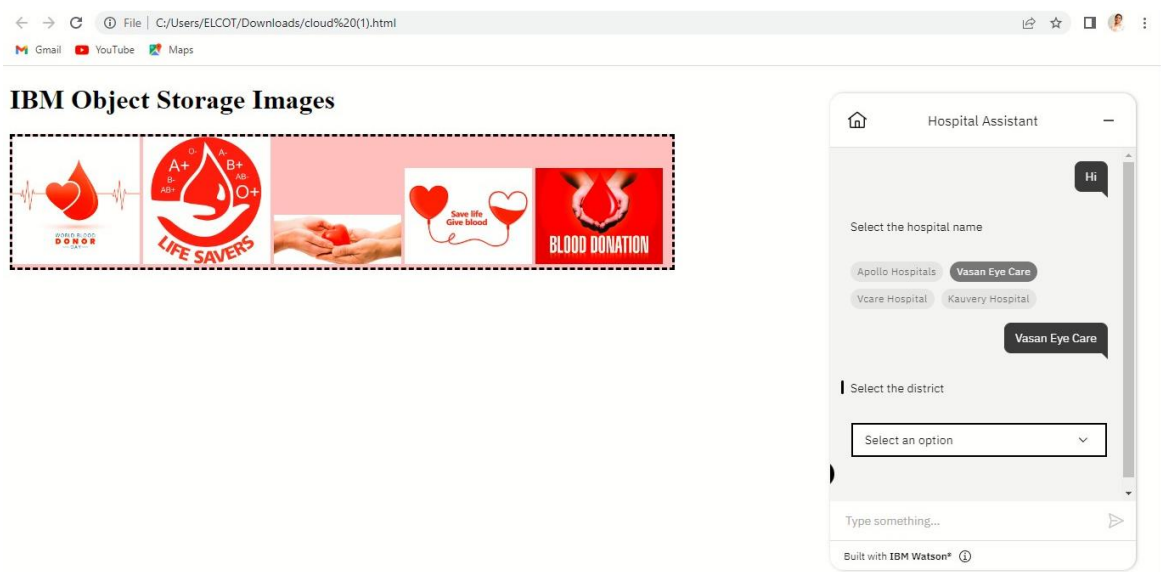 File | C:/Users/ELCOT/Downloads/cloud%20(1).html
Gmail YouTube Maps
IBM Object Storage Images
WORLD BLOOD
DONOR
DAY
O- A-
A+ B+
B- AB-
AB+ O+
LIFE SAVERS
Save life
Give blood
BLOOD DONATION
Hospital Assistant
Hi
Select the hospital name
Apollo Hospitals Vasan Eye Care
Vcare Hospital Kauvery Hospital
Vasan Eye Care
Select the district
Select an option
Type something...
Built with IBM Watson®